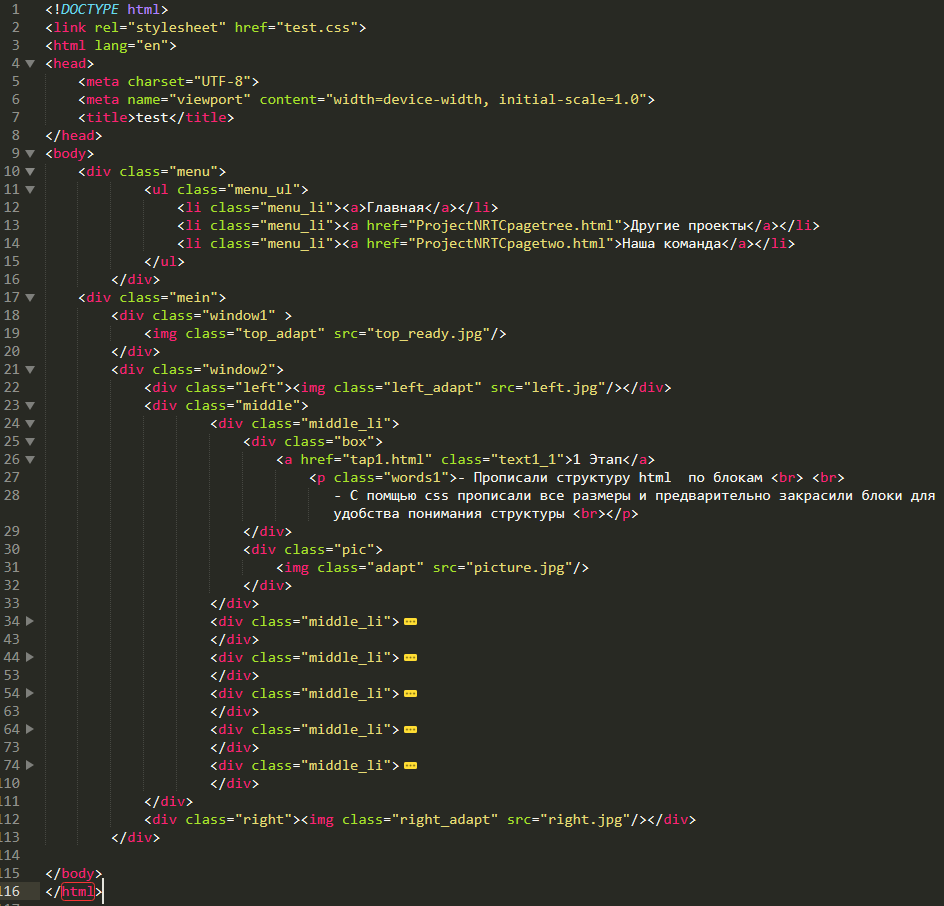 1 <!DOCTYPE html>
2 <link rel="stylesheet" href="test.css">
3 <html lang="en">
4 <head>
5 <meta charset="UTF-8">
6 <meta name="viewport" content="width=device-width, initial-scale=1.0">
7 <title>test</title>
8 </head>
9 <body>
10 <div class="menu">
11 <ul class="menu_ul">
12 <li class="menu_li"><a>Главная</a></li>
13 <li class="menu_li"><a href="ProjectNRTCpagetree.html">Другие проекты</a></li>
14 <li class="menu_li"><a href="ProjectNRTCpagetwo.html">Наша команда</a></li>
15 </ul>
16 </div>
17 <div class="mein">
18 <div class="window1" >
19 <img class="top_adapt" src="top_ready.jpg"/>
20 </div>
21 <div class="window2">
22 <div class="left"><img class="left_adapt" src="left.jpg"/></div>
23 <div class="middle">
24 <div class="middle_li">
25 <div class="box">
26 <a href="tap1.html" class="text1_1">1 Этап</a>
27 <p class="words1">- Прописали структуру html  по блокам <br> <br>
28 - С помщью css прописали все размеры и предварительно закрасили блоки для
удобства понимания структуры <br></p>
29 </div>
30 <div class="pic">
31 <img class="adapt" src="picture.jpg"/>
32 </div>
33 </div>
34 <div class="middle_li">
43 </div>
44 <div class="middle_li">
53 </div>
54 <div class="middle_li">
63 </div>
64 <div class="middle_li">
73 </div>
74 <div class="middle_li">
110 </div>
111 </div>
112 <div class="right"><img class="right_adapt" src="right.jpg"/></div>
113 </div>
114
115 </body>
116 </html>